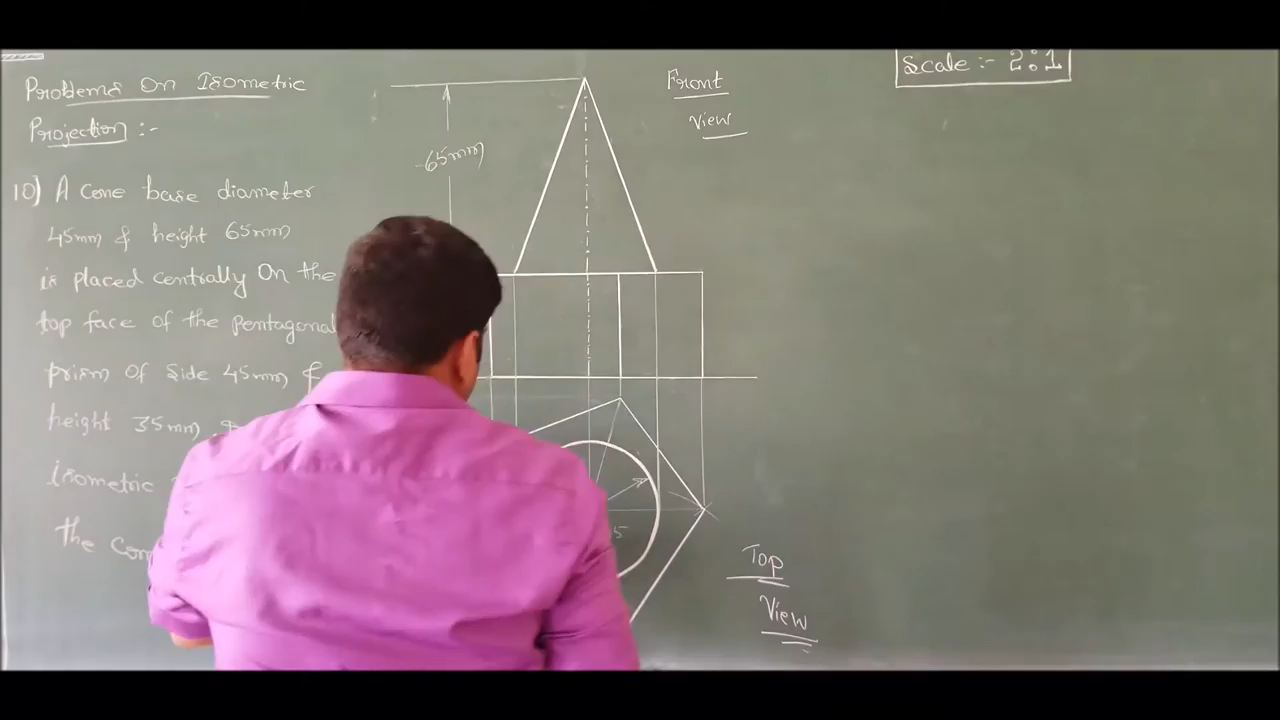 Problems On Isometric
Projection :-
10) A Cone base diameter
45mm & height 65mm
is placed centrally On the
top face of the pentagonal
prism Of Side 45mm &
height 35mm
isometric
the Com
65mm
Front
View
Scale :- 2:1
Top
View